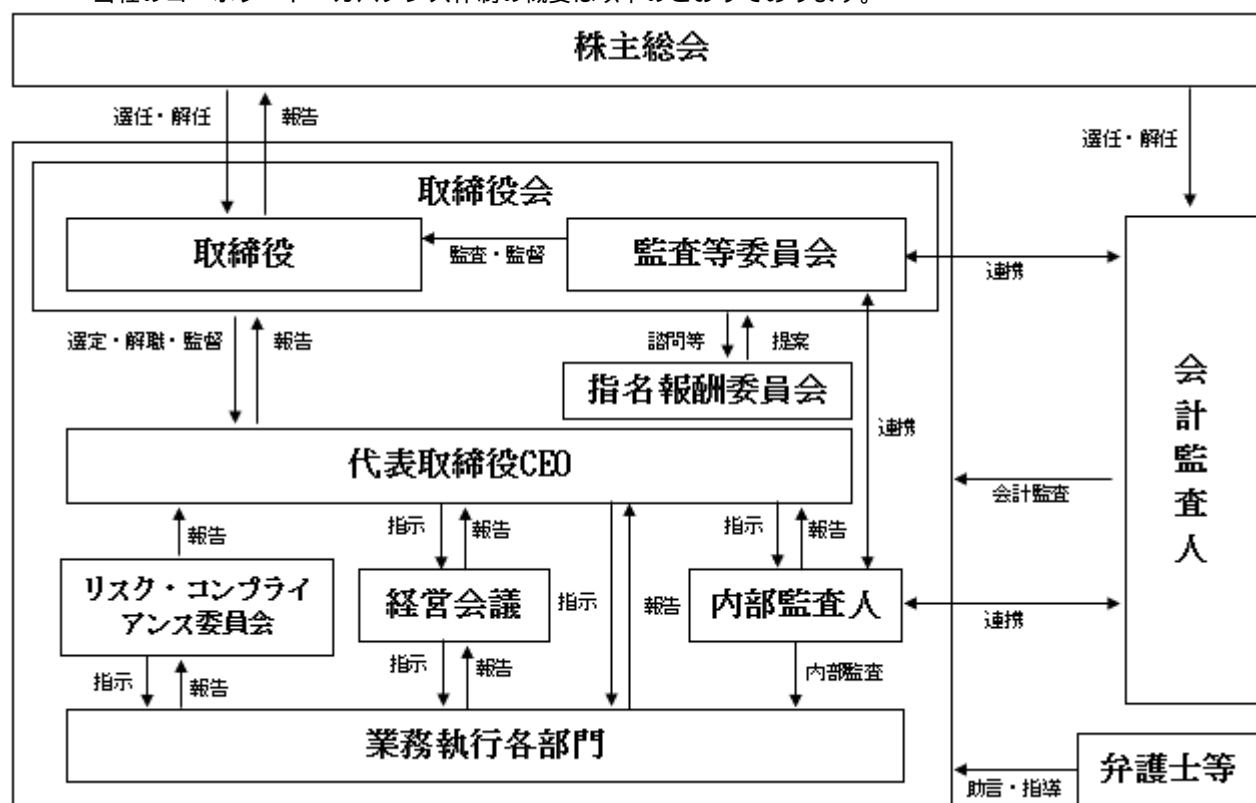 株主総会
選任・解任
報告
選任・解任
取締役会
取締役
監査・監督
監査等委員会
連携
選定・解職・監督
報告
諮問等
提案
指名報酬委員会
連携
会計監査人
代表取締役CEO
会計監査
報告
指示
報告
指示
報告
リスク・コンプライ
アンス委員会
経営会議
指示
報告
内部監査人
連携
指示
報告
指示
報告
内部監査
業務執行各部門
弁護士等
助言・指導